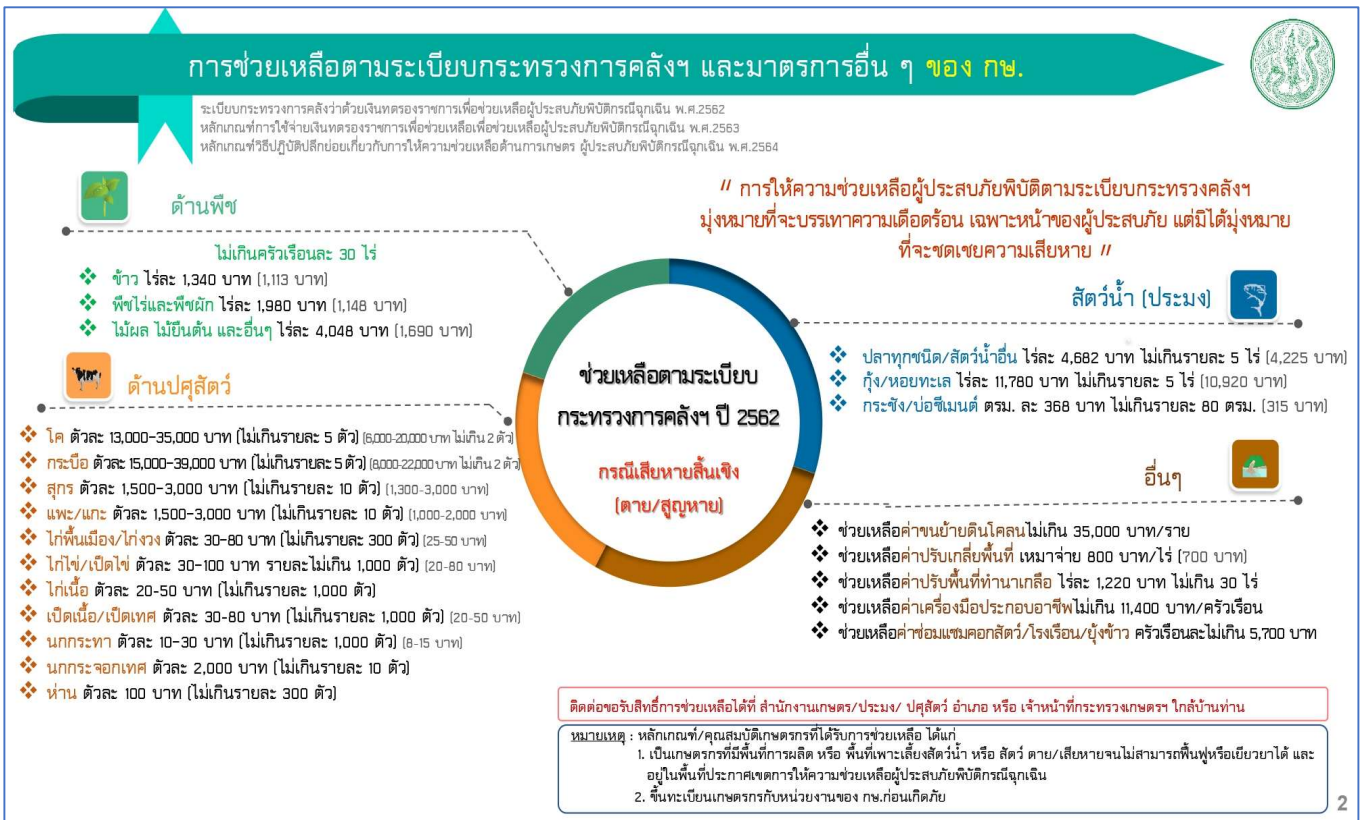 การช่วยเหลือตามระเบียบกระทรวงการคลังฯ และมาตรการอื่น ๆ ของ กษ.
ระเบียบกระทรวงการคลังว่าด้วยเงินทดรองราชการเพื่อช่วยเหลือผู้ประสบภัยพิบัติกรณีฉุกเฉิน พ.ศ.2562
หลักเกณฑ์การใช้จ่ายเงินทดรองราชการเพื่อช่วยเหลือเพื่อช่วยเหลือผู้ประสบภัยพิบัติกรณีฉุกเฉิน พ.ศ.2563
หลักเกณฑ์วิธีปฏิบัติปลีกย่อยเกี่ยวกับการให้ความช่วยเหลือด้านการเกษตร ผู้ประสบภัยพิบัติกรณีฉุกเฉิน พ.ศ.2564
ด้านพืช
ไม่เกินครัวเรือนละ 30 ไร่
❖ ข้าว ไร่ละ 1,340 บาท (1,113 บาท)
❖ พืชไร่และพืชผัก ไร่ละ 1,980 บาท (1,148 บาท)
❖ ไม้ผล ไม้ยืนต้น และอื่นๆ ไร่ละ 4,048 บาท (1,690 บาท)
ด้านปศุสัตว์
❖ โค ตัวละ 13,000-35,000 บาท (ไม่เกินรายละ 5 ตัว) (6,000-20,000 บาท ไม่เกิน 2 ตัว)
❖ กระบือ ตัวละ 15,000-39,000 บาท (ไม่เกินรายละ 5 ตัว) (8,000-22,000 บาท ไม่เกิน 2 ตัว)
❖ สุกร ตัวละ 1,500-3,000 บาท (ไม่เกินรายละ 10 ตัว) (1,300-3,000 บาท)
❖ แพะ/แกะ ตัวละ 1,500-3,000 บาท (ไม่เกินรายละ 10 ตัว) (1,000-2,000 บาท)
❖ ไก่พื้นเมือง/ไก่งวง ตัวละ 30-80 บาท (ไม่เกินรายละ 300 ตัว) (25-50 บาท)
❖ ไก่ไข่/เป็ดไข่ ตัวละ 30-100 บาท รายละไม่เกิน 1,000 ตัว) (20-80 บาท)
❖ ไก่เนื้อ ตัวละ 20-50 บาท (ไม่เกินรายละ 1,000 ตัว)
❖ เป็ดเนื้อ/เป็ดเทศ ตัวละ 30-80 บาท (ไม่เกินรายละ 1,000 ตัว) (20-50 บาท)
❖ นกกระทา ตัวละ 10-30 บาท (ไม่เกินรายละ 1,000 ตัว) (8-15 บาท)
❖ นกกระจอกเทศ ตัวละ 2,000 บาท (ไม่เกินรายละ 10 ตัว)
❖ ห่าน ตัวละ 100 บาท (ไม่เกินรายละ 300 ตัว)
ช่วยเหลือตามระเบียบ
กระทรวงการคลังฯ ปี 2562
กรณีเสียหายสิ้นเชิง
(ตาย/สูญหาย)
" การให้ความช่วยเหลือผู้ประสบภัยพิบัติตามระเบียบกระทรวงคลังฯ
มุ่งหมายที่จะบรรเทาความเดือดร้อน เฉพาะหน้าของผู้ประสบภัย แต่มิได้มุ่งหมาย
ที่จะชดเชยความเสียหาย "
สัตว์น้ำ (ประมง)
❖ ปลาทุกชนิด/สัตว์น้ำอื่น ไร่ละ 4,682 บาท ไม่เกินรายละ 5 ไร่ (4,225 บาท)
❖ กุ้ง/หอยทะเล ไร่ละ 11,780 บาท ไม่เกินรายละ 5 ไร่ (10,920 บาท)
❖ กระชัง/บ่อซีเมนต์ ตรม. ละ 368 บาท ไม่เกินรายละ 80 ตรม. (315 บาท)
อื่นๆ
❖ ช่วยเหลือค่าขนย้ายดินโคลนไม่เกิน 35,000 บาท/ราย
❖ ช่วยเหลือค่าปรับเกลี่ยพื้นที่ เหมาจ่าย 800 บาท/ไร่ (700 บาท)
❖ ช่วยเหลือค่าปรับพื้นที่ทำนาเกลือ ไร่ละ 1,220 บาท ไม่เกิน 30 ไร่
❖ ช่วยเหลือค่าเครื่องมือประกอบอาชีพไม่เกิน 11,400 บาท/ครัวเรือน
❖ ช่วยเหลือค่าซ่อมแซมคอกสัตว์/โรงเรือน/ยุ้งข้าว ครัวเรือนละไม่เกิน 5,700 บาท
ติดต่อขอรับสิทธิ์การช่วยเหลือได้ที่ สำนักงานเกษตร/ประมง/ ปศุสัตว์ อำเภอ หรือ เจ้าหน้าที่กระทรวงเกษตรฯ ใกล้บ้านท่าน
หมายเหตุ : หลักเกณฑ์/คุณสมบัติเกษตรกรที่ได้รับการช่วยเหลือ ได้แก่
1. เป็นเกษตรกรที่มีพื้นที่การผลิต หรือ พื้นที่เพาะเลี้ยงสัตว์น้ำ หรือ สัตว์ ตาย/เสียหายจนไม่สามารถฟื้นฟูหรือเยียวยาได้ และ
อยู่ในพื้นที่ประกาศเขตการให้ความช่วยเหลือผู้ประสบภัยพิบัติกรณีฉุกเฉิน
2. ขึ้นทะเบียนเกษตรกรกับหน่วยงานของ กษ.ก่อนเกิดภัย
2